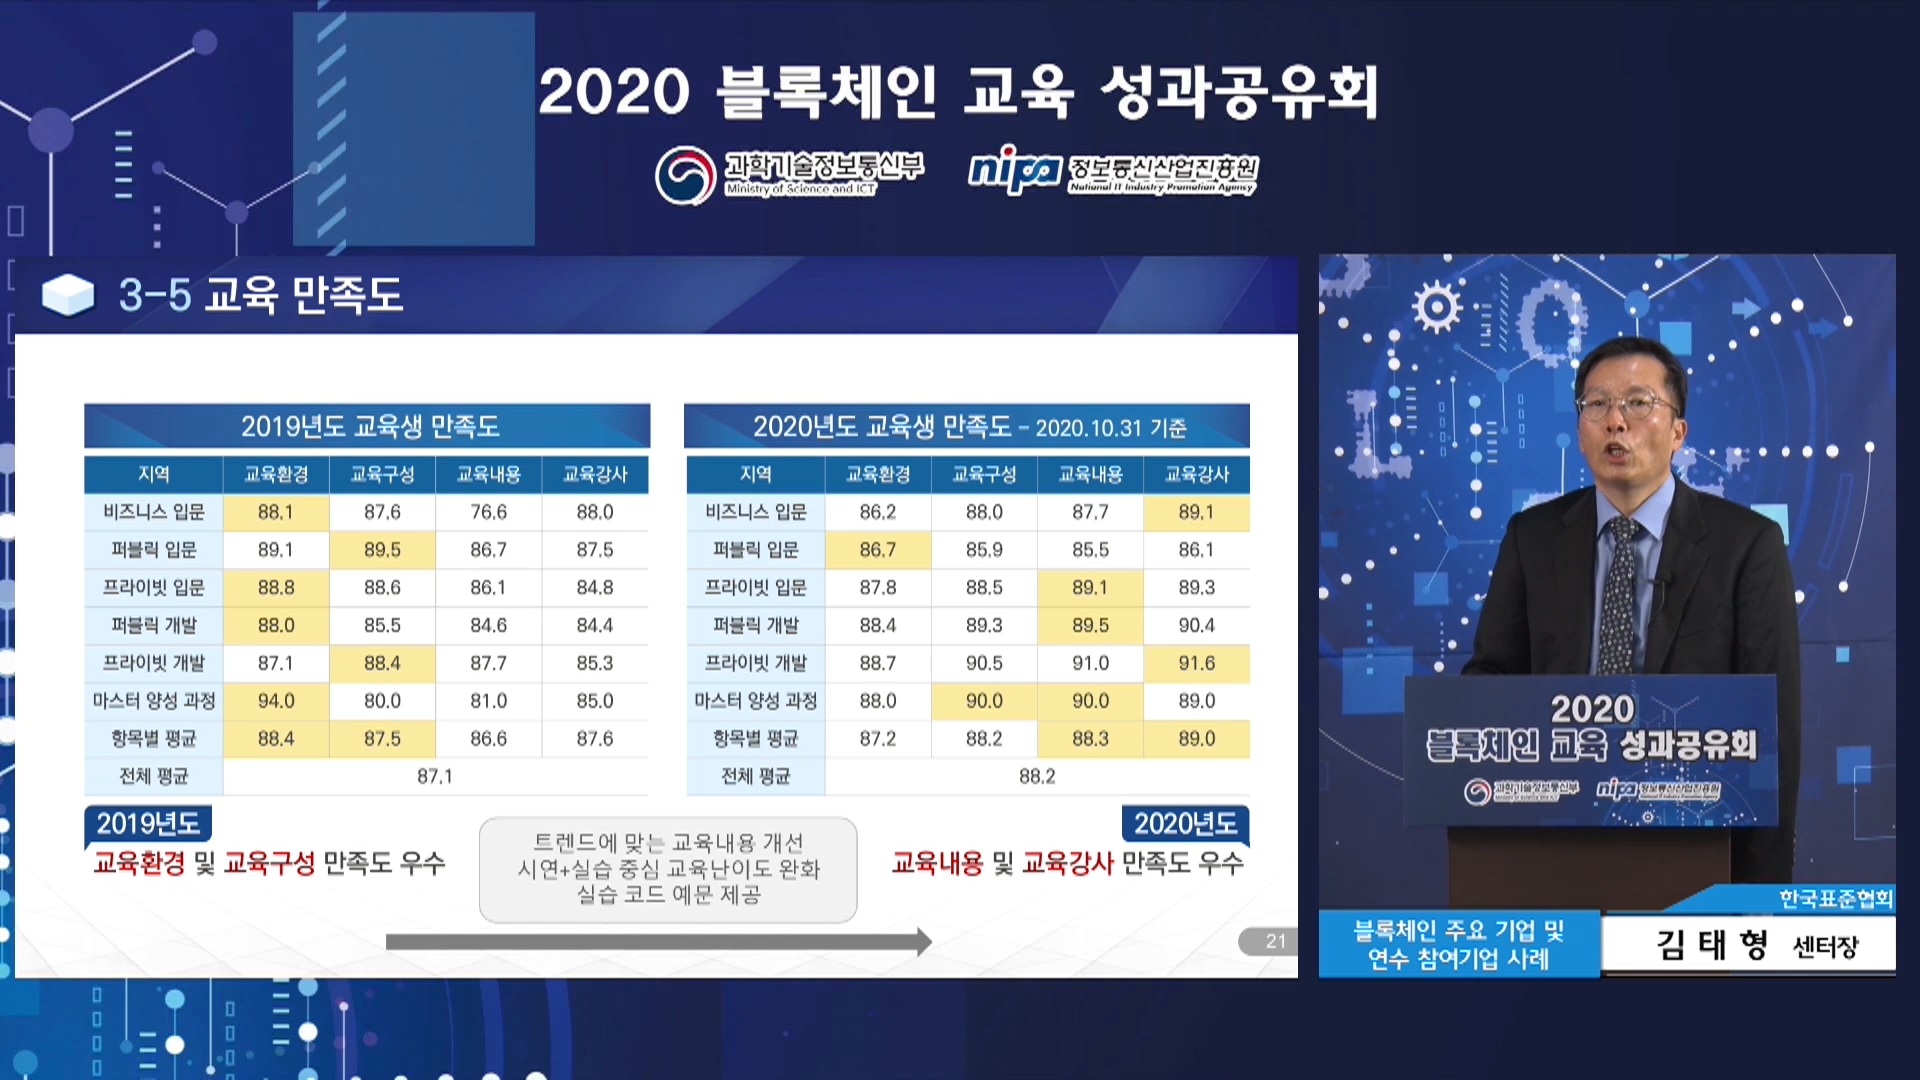 2020 블록체인 교육 성과공유회
과학기술정보통신부
Ministry of Science and ICT
nipa 정보통신산업진흥원
National IT Industry Promotion Agency
3-5 교육 만족도
2019년도 교육생 만족도
지역 교육환경 교육구성 교육내용 교육강사
비즈니스 입문 88.1 87.6 76.6 88.0
퍼블릭 입문 89.1 89.5 86.7 87.5
프라이빗 입문 88.8 88.6 86.1 84.8
퍼블릭 개발 88.0 85.5 84.6 84.4
프라이빗 개발 87.1 88.4 87.7 85.3
마스터 양성 과정 94.0 80.0 81.0 85.0
항목별 평균 88.4 87.5 86.6 87.6
전체 평균 87.1
2020년도 교육생 만족도 - 2020.10.31 기준
지역 교육환경 교육구성 교육내용 교육강사
비즈니스 입문 86.2 88.0 87.7 89.1
퍼블릭 입문 86.7 85.9 85.5 86.1
프라이빗 입문 87.8 88.5 89.1 89.3
퍼블릭 개발 88.4 89.3 89.5 90.4
프라이빗 개발 88.7 90.5 91.0 91.6
마스터 양성 과정 88.0 90.0 90.0 89.0
항목별 평균 87.2 88.2 88.3 89.0
전체 평균 88.2
2019년도
교육환경 및 교육구성 만족도 우수
트렌드에 맞는 교육내용 개선
시연+실습 중심 교육난이도 완화
실습 코드 예문 제공
2020년도
교육내용 및 교육강사 만족도 우수
21
2020
블록체인 교육 성과공유회
과학기술정보통신부
nipa 정보통신산업진흥원
한국표준협회
블록체인 주요 기업 및
연수 참여기업 사례
김태형 센터장